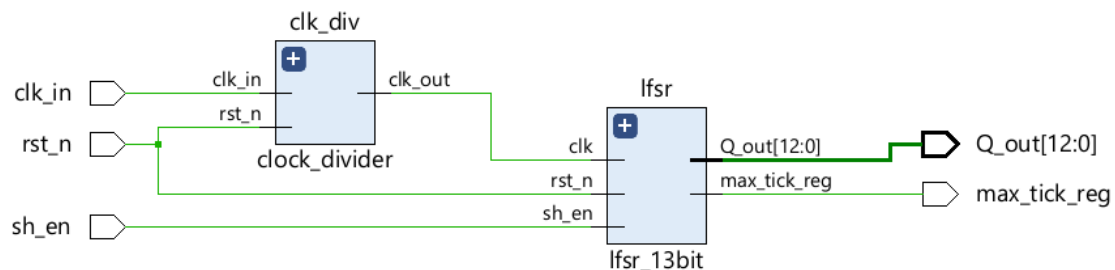 clk_div
clk_in
clk_in
clk_out
rst_n
rst_n
clock_divider
lfsr
clk
Q_out[12:0]
Q_out[12:0]
rst_n
max_tick_reg
max_tick_reg
sh_en
sh_en
lfsr_13bit